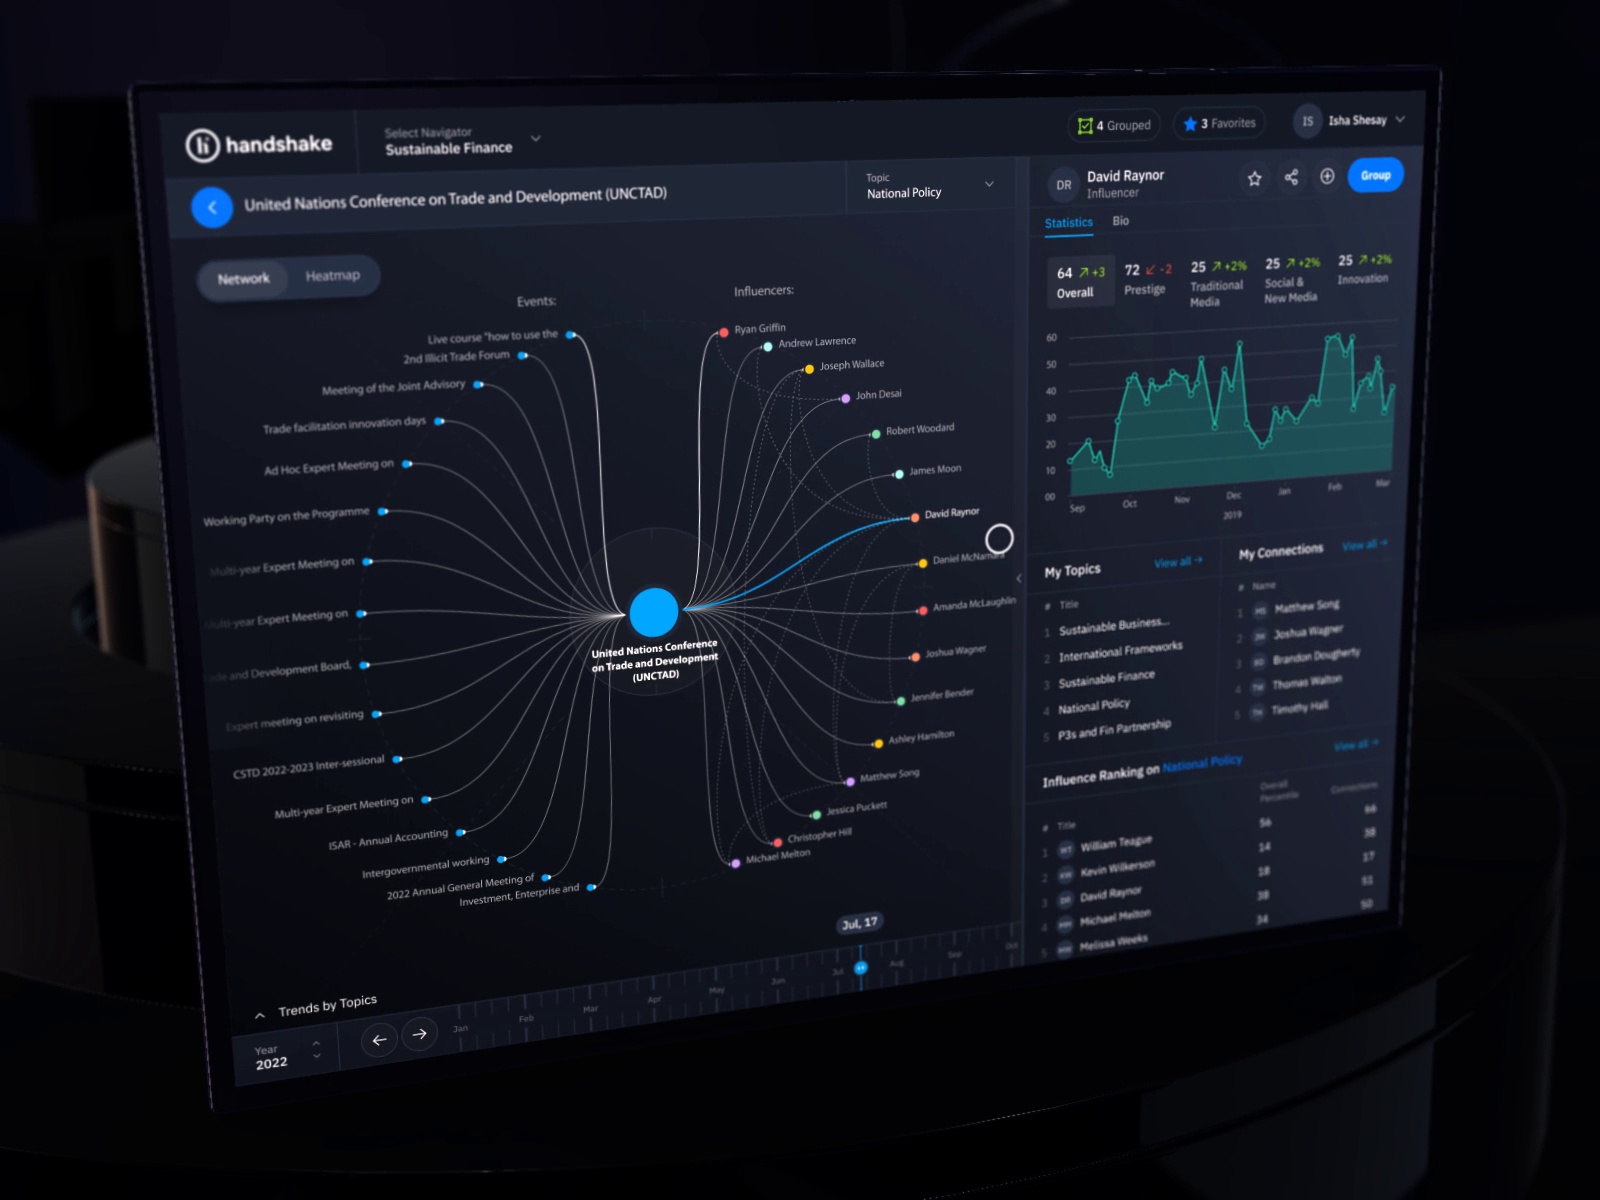 handshake
Select Navigator
Sustainable Finance
4 Grouped
3 Favorites
IS
Isha Shesay
United Nations Conference on Trade and Development (UNCTAD)
Topic
National Policy
Network
Heatmap
Events:
Live course "how to use the
2nd Illicit Trade Forum
Meeting of the Joint Advisory
Trade facilitation innovation days
Ad Hoc Expert Meeting on
Working Party on the Programme
Multi-year Expert Meeting on
Multi-year Expert Meeting on
and Development Board,
Expert meeting on revisiting
CSTD 2022-2023 Inter-sessional
Multi-year Expert Meeting on
ISAR - Annual Accounting
Intergovernmental working
2022 Annual General Meeting of
Investment, Enterprise and
United Nations Conference
on Trade and Development
(UNCTAD)
Influencers:
Ryan Griffin
Andrew Lawrence
Joseph Wallace
John Desai
Robert Woodard
James Moon
David Raynor
Daniel McNamara
Amanda McLaughlin
Joshua Wagner
Jennifer Bender
Ashley Hamilton
Matthew Song
Jessica Puckett
Christopher Hill
Michael Melton
Jul, 17
Trends by Topics
Year
2022
Jan
Feb
Mar
Apr
May
Jun
Jul
Aug
Sep
Oct
DR
David Raynor
Influencer
Group
Statistics
Bio
64 +3
Overall
72 -2
Prestige
25 +2%
Traditional
Media
25 +2%
Social &
New Media
25 +2%
Innovation
60
50
40
30
20
10
00
Sep
Oct
Nov
Dec
Jan
Feb
Mar
2019
My Topics
View all
# Title
1 Sustainable Business...
2 International Frameworks
3 Sustainable Finance
4 National Policy
5 P3s and Fin Partnership
My Connections
View all
# Name
1 MS Matthew Song
2 JW Joshua Wagner
3 BD Brandon Dougherty
4 TW Thomas Walton
5 TH Timothy Hall
View all
Influence Ranking on National Policy
# Title
Overall
Percentile
Connections
1 WT William Teague 56 66
2 KW Kevin Wilkerson 14 38
3 DR David Raynor 18 17
4 MM Michael Melton 38 51
5 MW Melissa Weeks 34 50